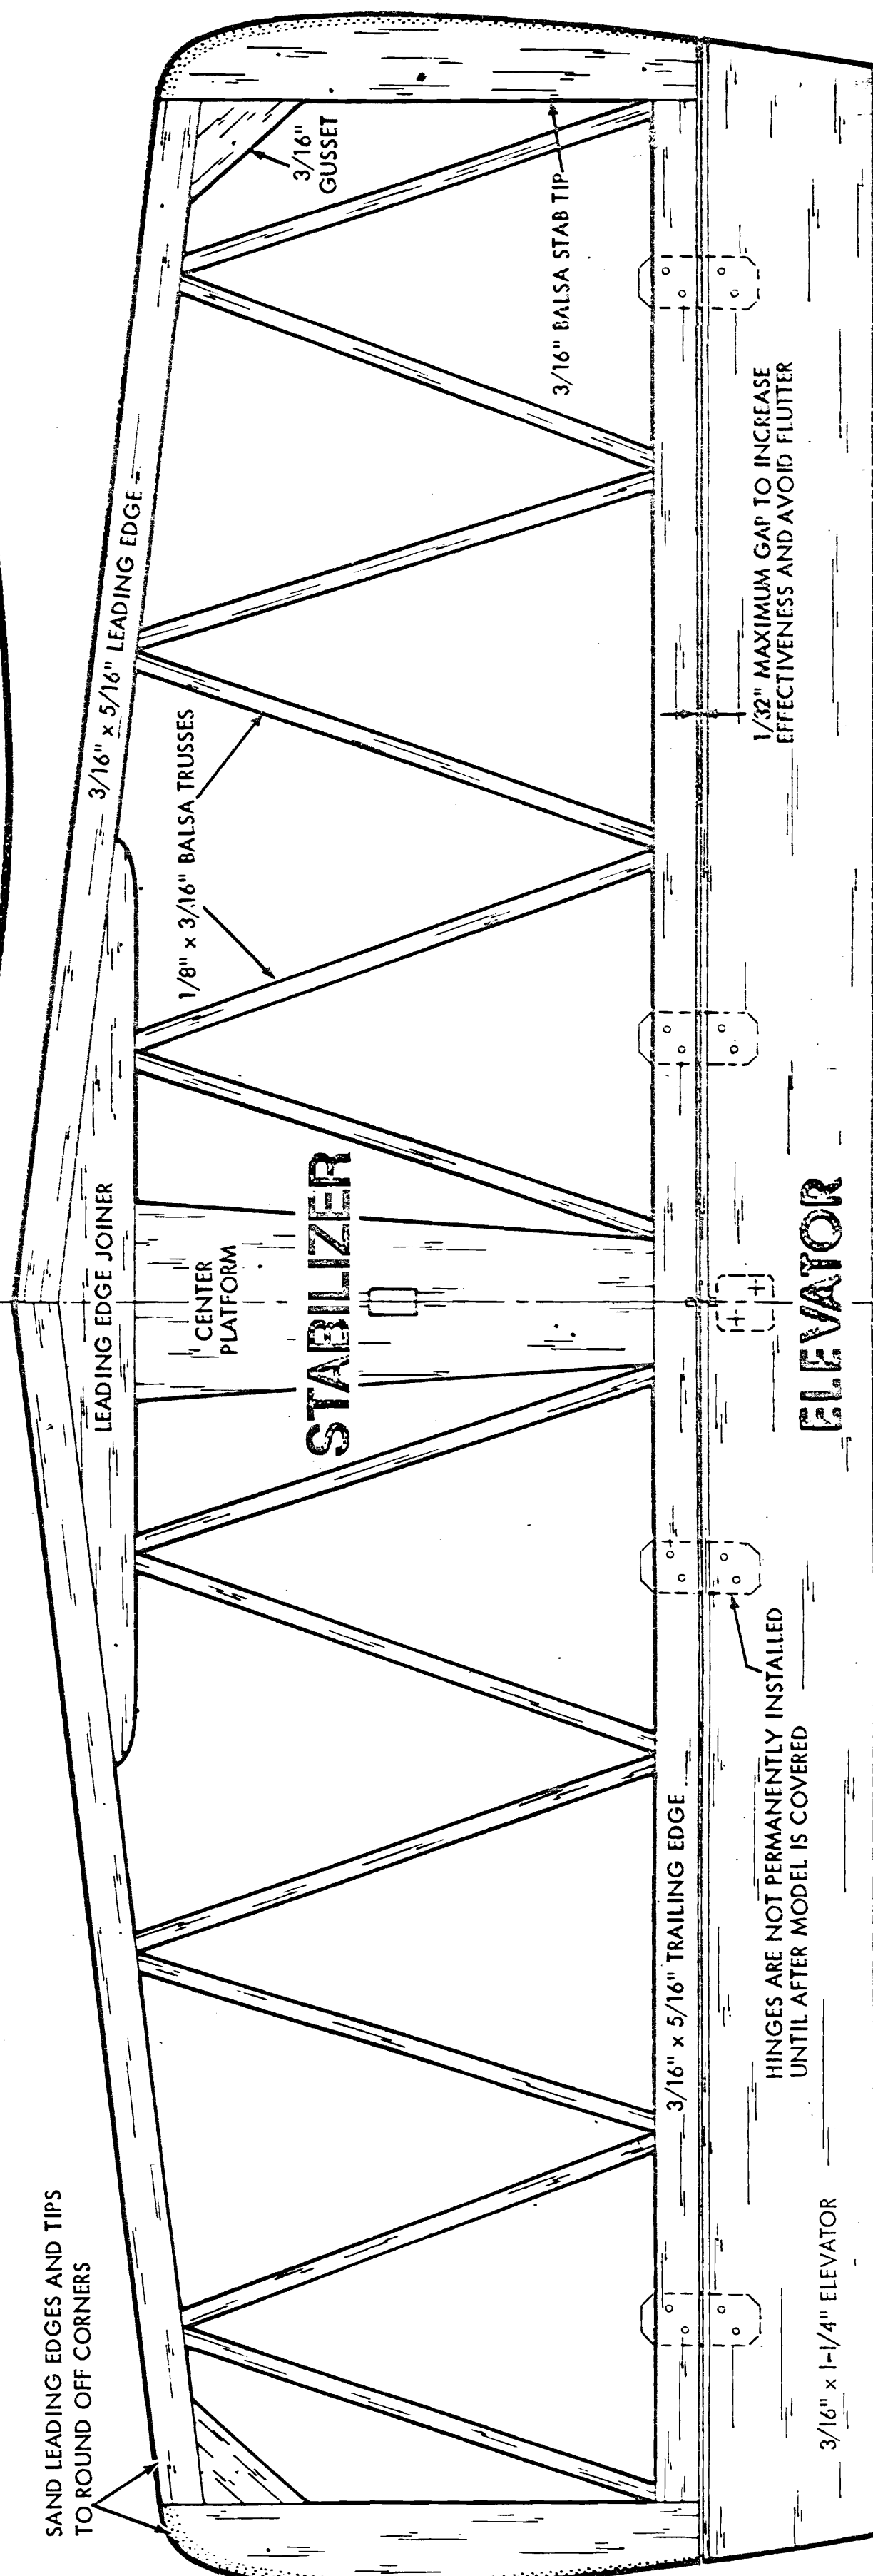 SAND LEADING EDGES AND TIPS
TO ROUND OFF CORNERS
3/16" x 5/16" LEADING EDGE
3/16"
GUSSET
LEADING EDGE JOINER
1/8" x 3/16" BALSA TRUSSES
CENTER
PLATFORM
STABILIZER
3/16" BALSA STAB TIP
3/16" x 5/16" TRAILING EDGE
1/32" MAXIMUM GAP TO INCREASE
EFFECTIVENESS AND AVOID FLUTTER
HINGES ARE NOT PERMANENTLY INSTALLED
UNTIL AFTER MODEL IS COVERED
ELEVATOR
3/16" x 1-1/4" ELEVATOR